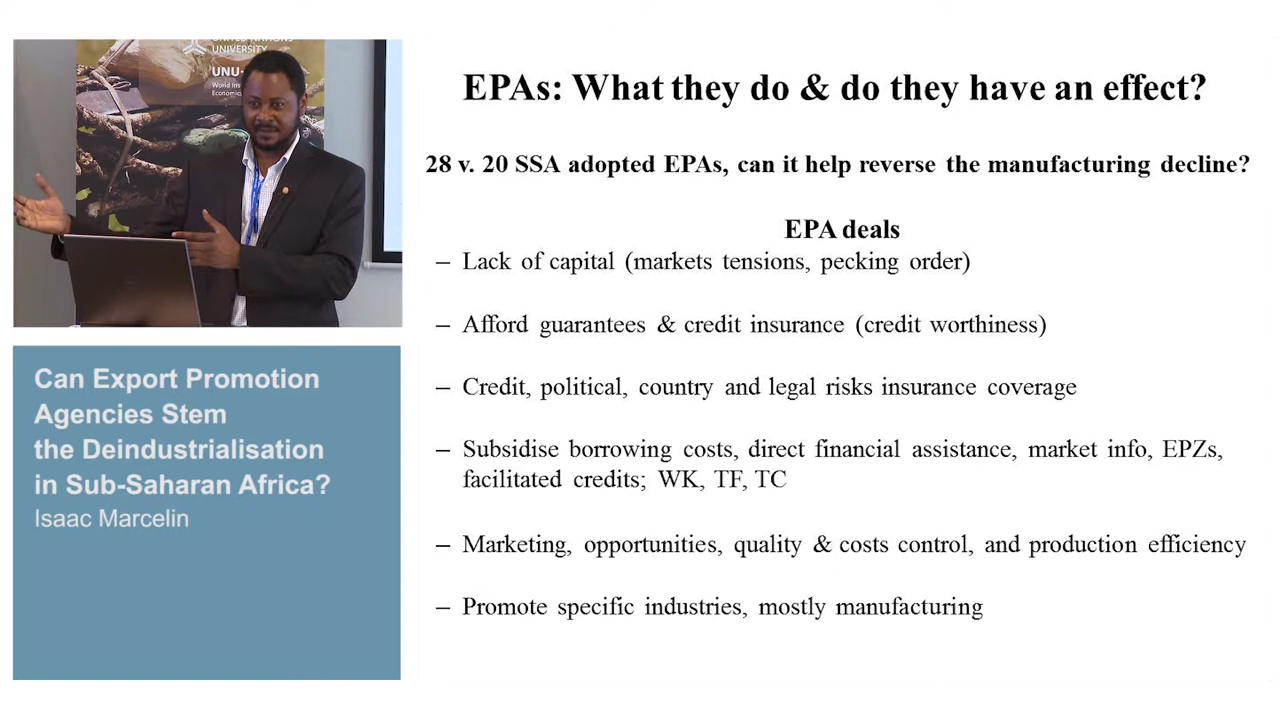 UNITED NATIONS
UNIVERSITY
UNU-
World Ins
Economic
EPAs: What they do & do they have an effect?
28 v. 20 SSA adopted EPAs, can it help reverse the manufacturing decline?
EPA deals
– Lack of capital (markets tensions, pecking order)
– Afford guarantees & credit insurance (credit worthiness)
– Credit, political, country and legal risks insurance coverage
– Subsidise borrowing costs, direct financial assistance, market info, EPZs,
facilitated credits; WK, TF, TC
– Marketing, opportunities, quality & costs control, and production efficiency
– Promote specific industries, mostly manufacturing
Can Export Promotion
Agencies Stem
the Deindustrialisation
in Sub-Saharan Africa?
Isaac Marcelin